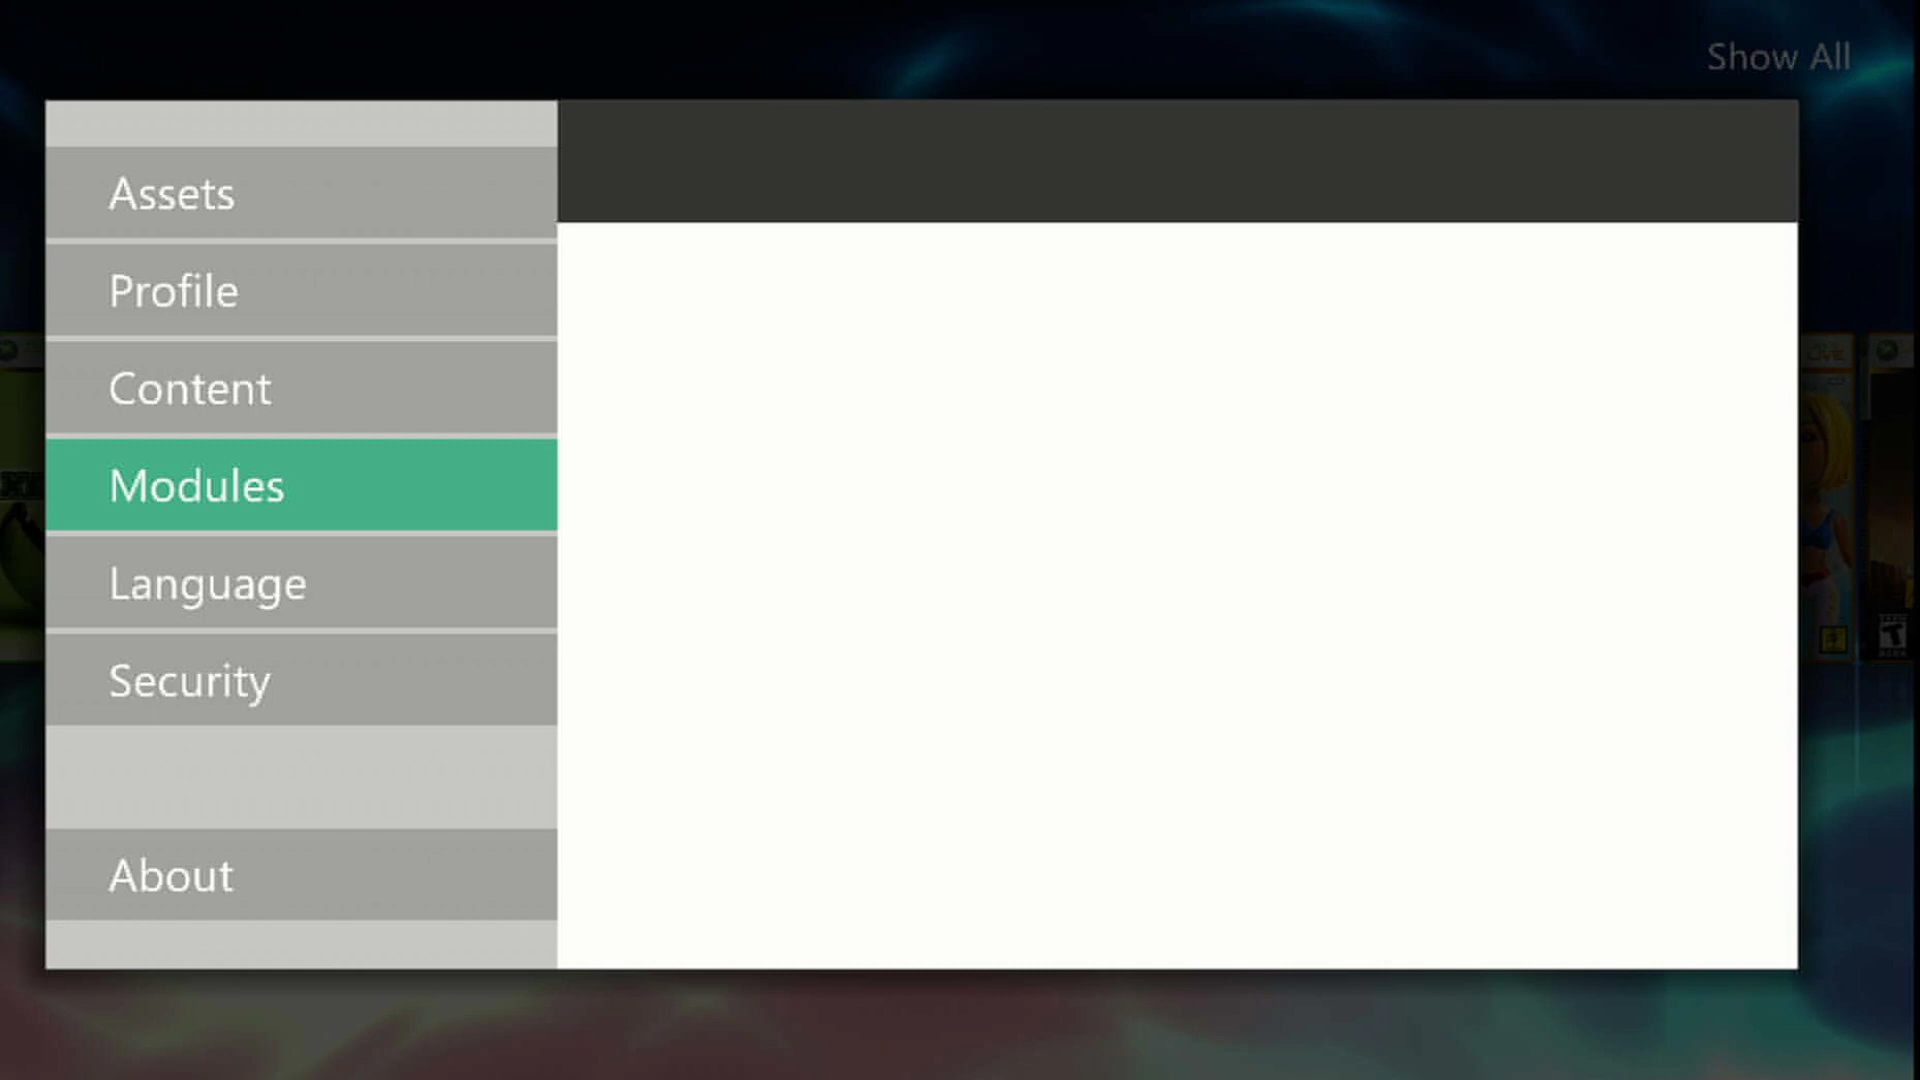 Show All
Assets
Profile
Content
Modules
Language
Security
About